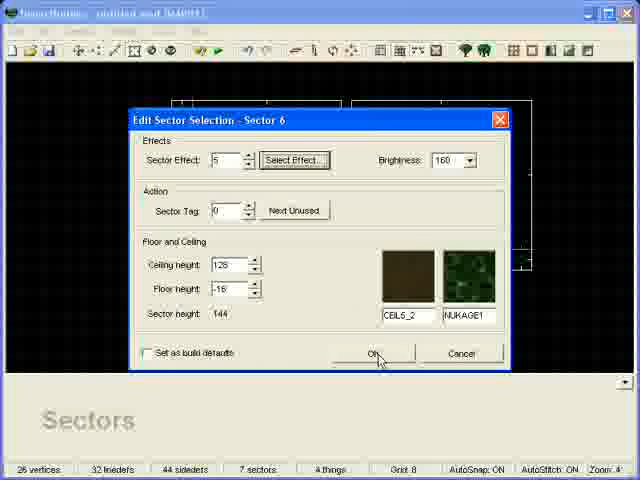 Edit Sector Selection - Sector 6
Effects
Sector Effect: 5 Select Effect... Brightness: 160
Action
Sector Tag: 0 Next Unused
Floor and Ceiling
Ceiling height: 128
Floor height: -16
Sector height: 144
CEIL5_2 NUKAGE1
Set as build defaults OK Cancel
Sectors
26 vertices 32 linedefs 44 sidedefs 7 sectors 4 things Grid: 8 AutoSnap: ON AutoStitch: ON Zoom: 4